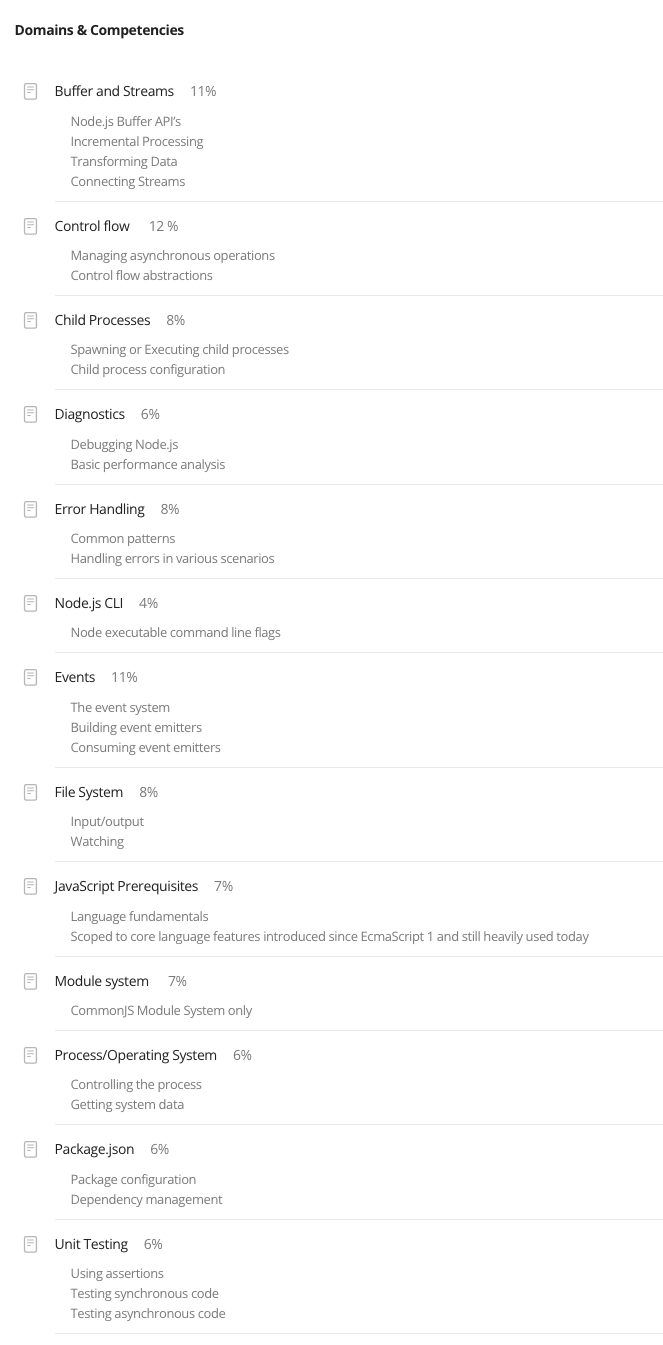 Domains & Competencies
Buffer and Streams 11%
Node.js Buffer API's
Incremental Processing
Transforming Data
Connecting Streams
Control flow 12 %
Managing asynchronous operations
Control flow abstractions
Child Processes 8%
Spawning or Executing child processes
Child process configuration
Diagnostics 6%
Debugging Node.js
Basic performance analysis
Error Handling 8%
Common patterns
Handling errors in various scenarios
Node.js CLI 4%
Node executable command line flags
Events 11%
The event system
Building event emitters
Consuming event emitters
File System 8%
Input/output
Watching
JavaScript Prerequisites 7%
Language fundamentals
Scoped to core language features introduced since EcmaScript 1 and still heavily used today
Module system 7%
CommonJS Module System only
Process/Operating System 6%
Controlling the process
Getting system data
Package.json 6%
Package configuration
Dependency management
Unit Testing 6%
Using assertions
Testing synchronous code
Testing asynchronous code